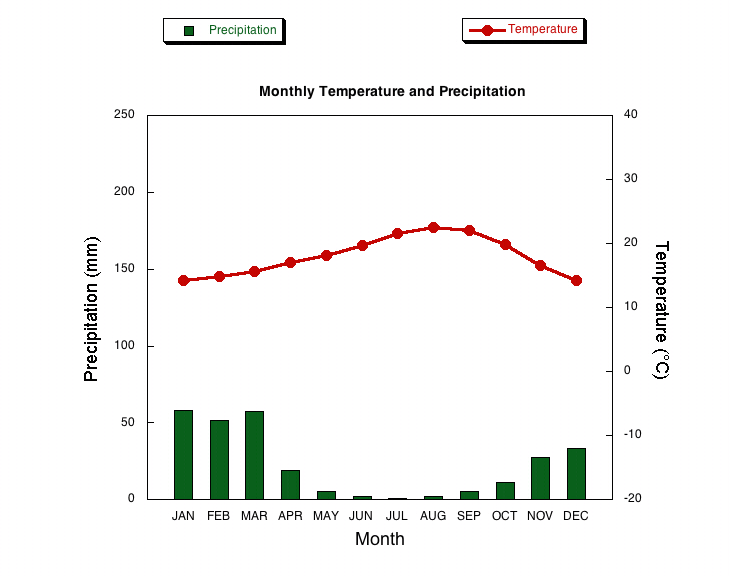 Precipitation
Temperature
Monthly Temperature and Precipitation
250
200
150
100
50
0
Precipitation (mm)
40
30
20
10
0
-10
-20
Temperature (°C)
JAN FEB MAR APR MAY JUN JUL AUG SEP OCT NOV DEC
Month